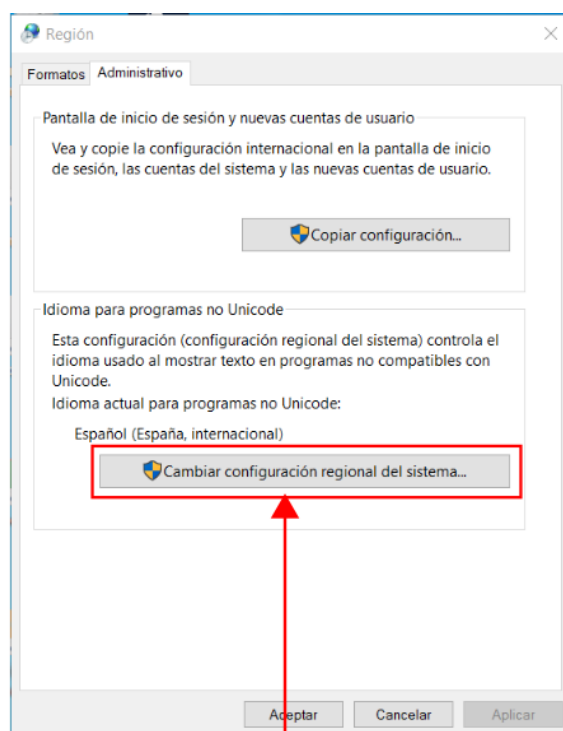 Región
Formatos
Administrativo
Pantalla de inicio de sesión y nuevas cuentas de usuario
Vea y copie la configuración internacional en la pantalla de inicio
de sesión, las cuentas del sistema y las nuevas cuentas de usuario.
Copiar configuración...
Idioma para programas no Unicode
Esta configuración (configuración regional del sistema) controla el
idioma usado al mostrar texto en programas no compatibles con
Unicode.
Idioma actual para programas no Unicode:
Español (España, internacional)
Cambiar configuración regional del sistema...
Aceptar
Cancelar
Aplicar